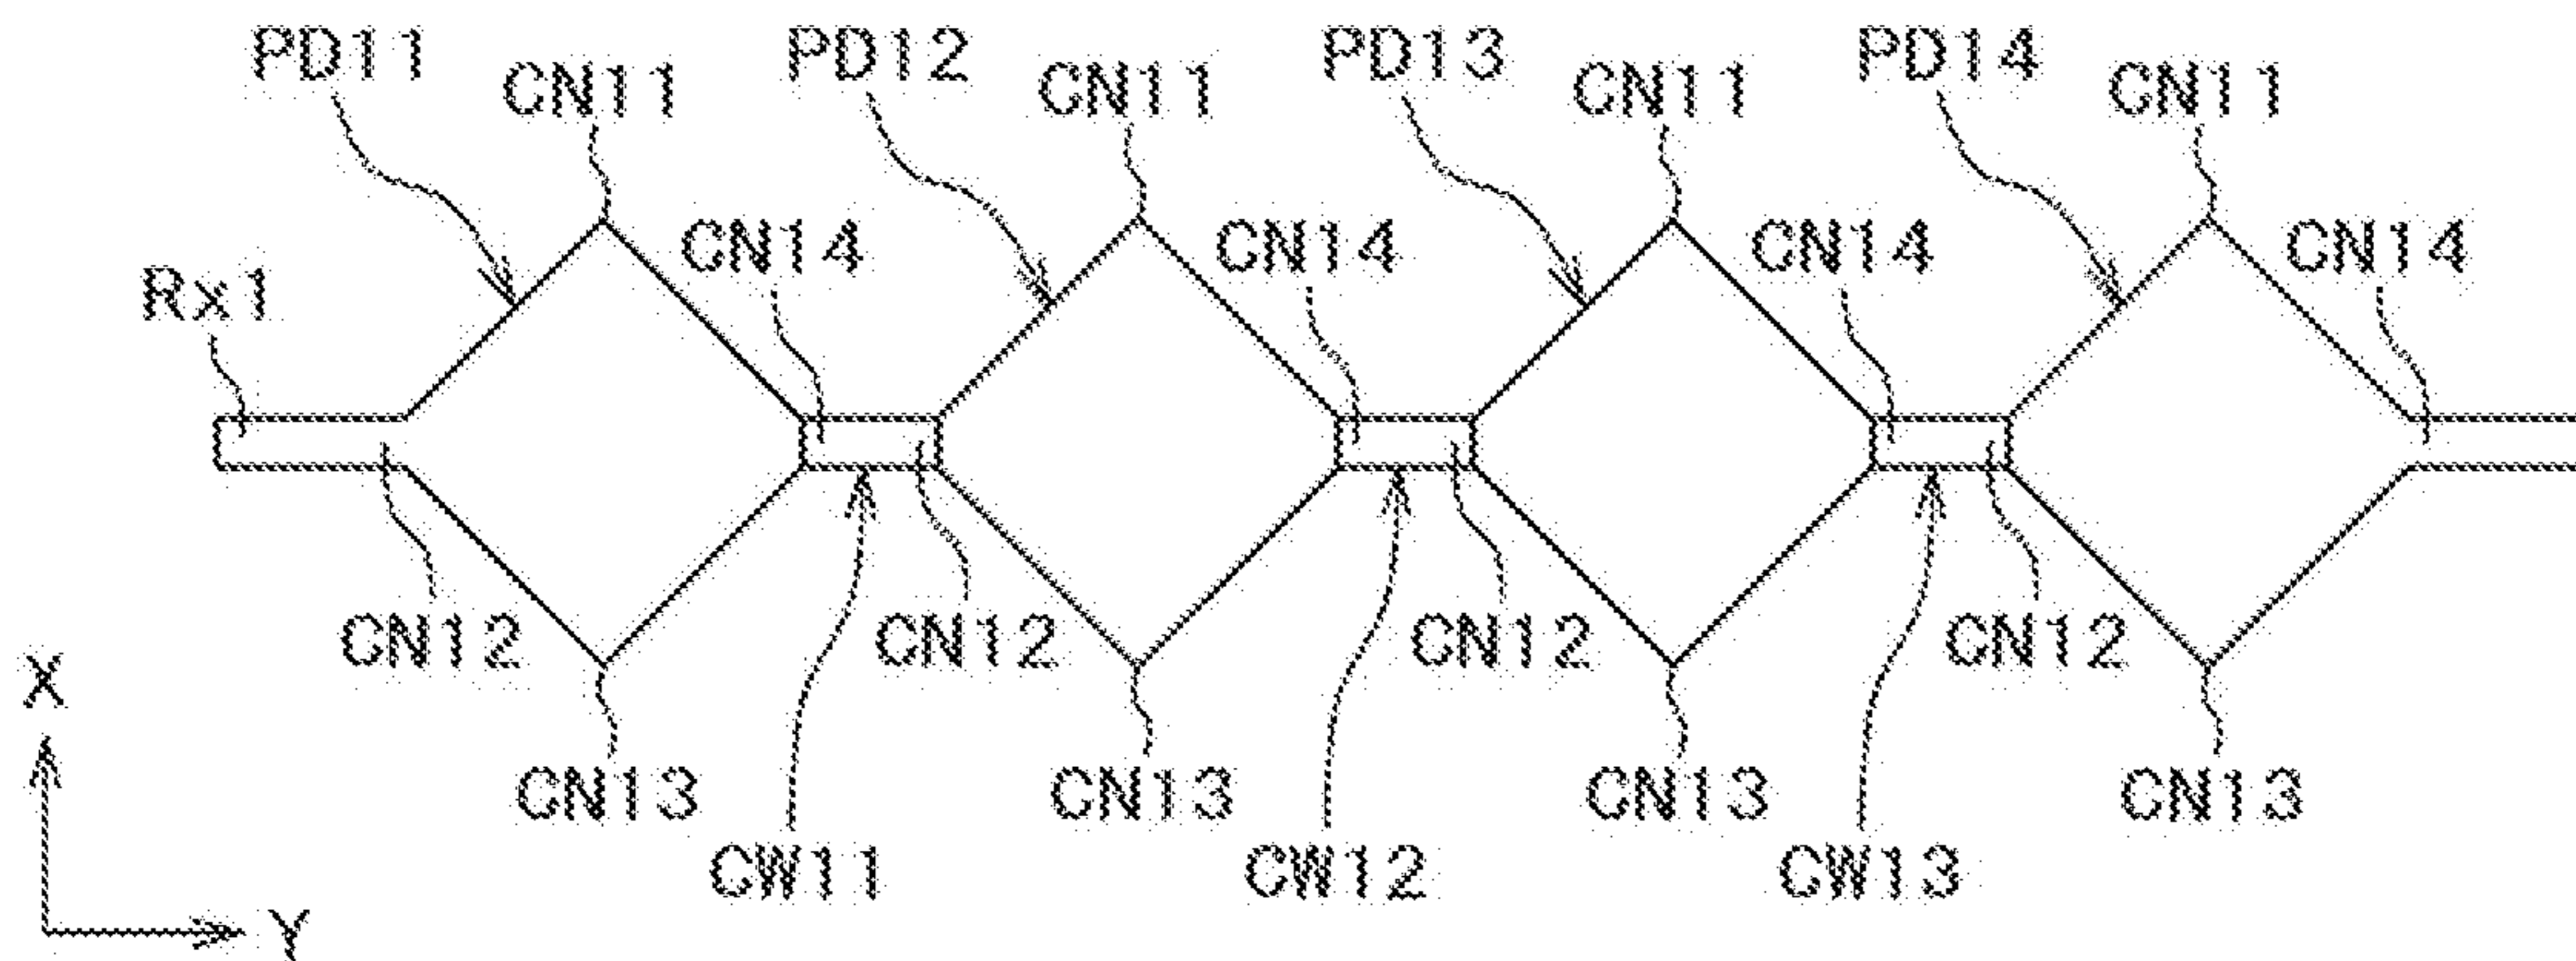 PD11 PD12 PD13 PD14
CN11 CN11 CN11 CN11
CN14 CN14 CN14 CN14
Rx1
CN12 CN12 CN12 CN12
X
CN13 CN13 CN13 CN13
CW11 CW12 CW13
Y